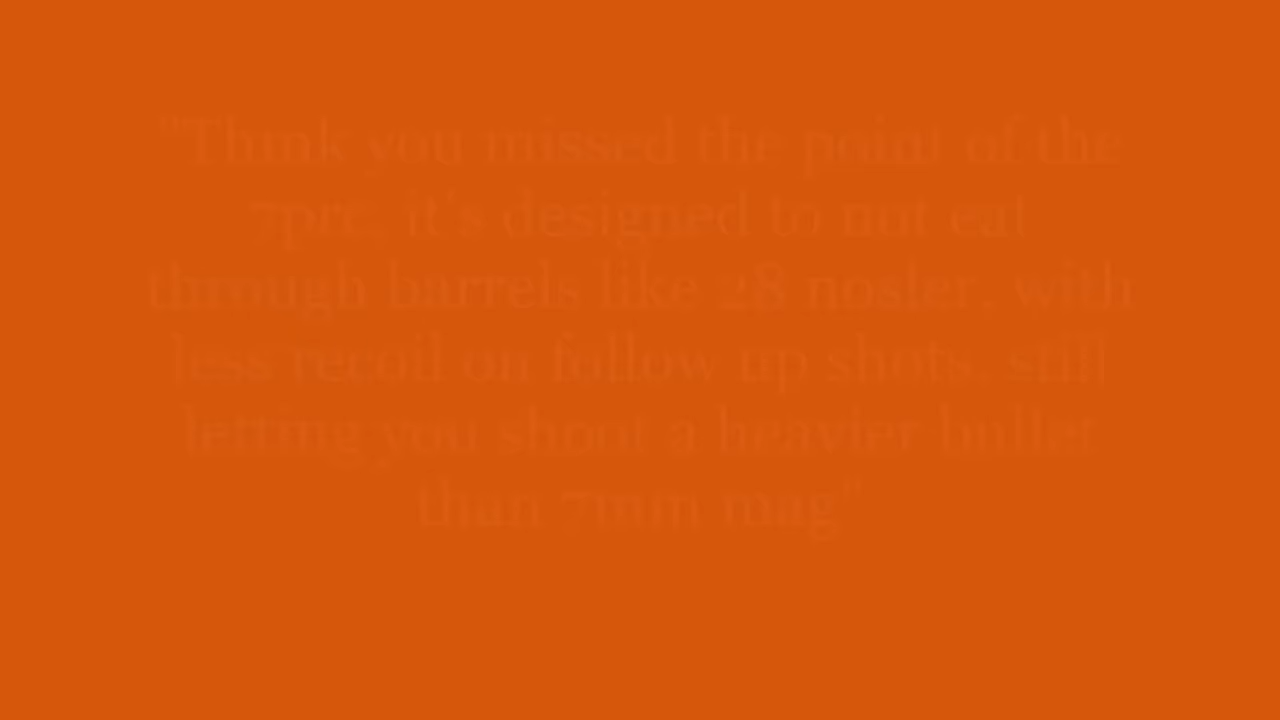 "Think you missed the point of the
7prc, it's designed to not eat
through barrels like 28 nosler, with
less recoil on follow up shots, still
letting you shoot a heavier bullet
than 7mm mag"